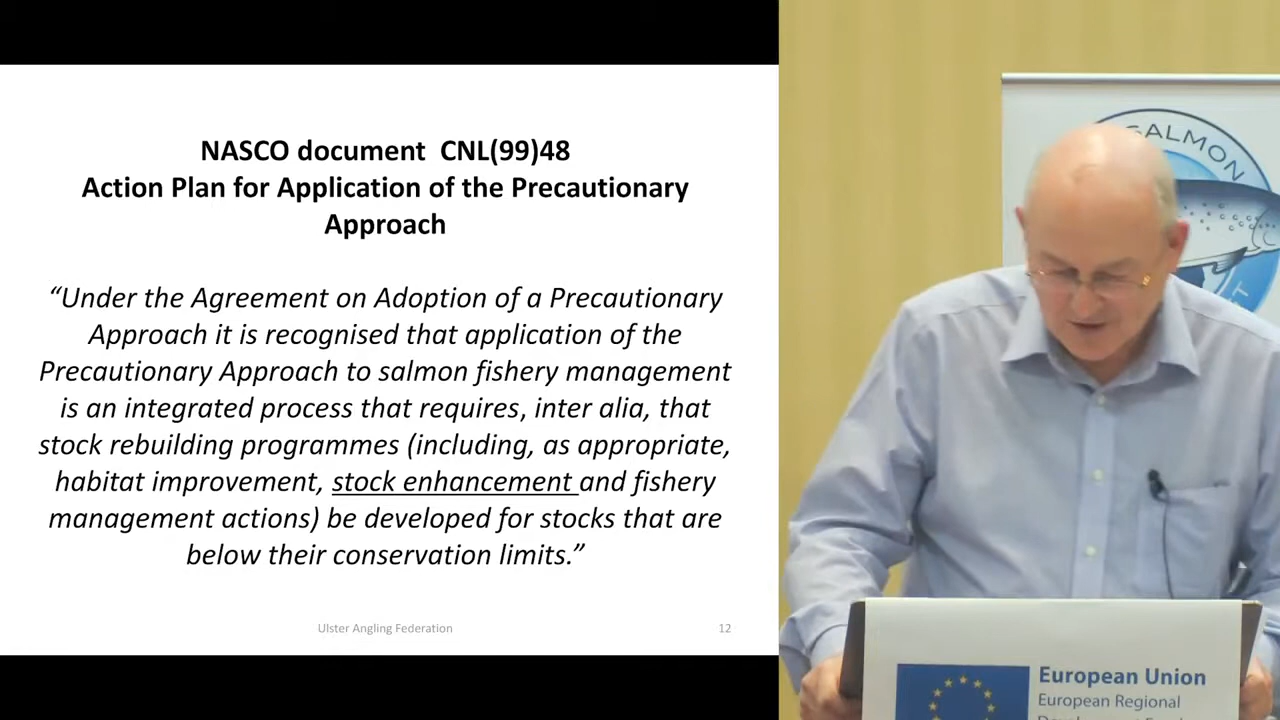 NASCO document CNL(99)48
Action Plan for Application of the Precautionary
Approach
“Under the Agreement on Adoption of a Precautionary
Approach it is recognised that application of the
Precautionary Approach to salmon fishery management
is an integrated process that requires, inter alia, that
stock rebuilding programmes (including, as appropriate,
habitat improvement, stock enhancement and fishery
management actions) be developed for stocks that are
below their conservation limits.”
Ulster Angling Federation
12
SALMON
European Union
European Regional